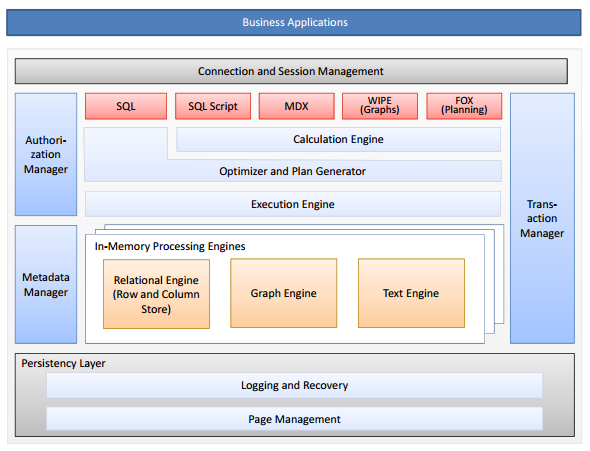 Business Applications
Connection and Session Management
SQL
SQL Script
MDX
WIPE
(Graphs)
FOX
(Planning)
Authori-
zation
Manager
Calculation Engine
Optimizer and Plan Generator
Execution Engine
Trans-
action
Manager
Metadata
Manager
In-Memory Processing Engines
Relational Engine
(Row and Column
Store)
Graph Engine
Text Engine
Persistency Layer
Logging and Recovery
Page Management